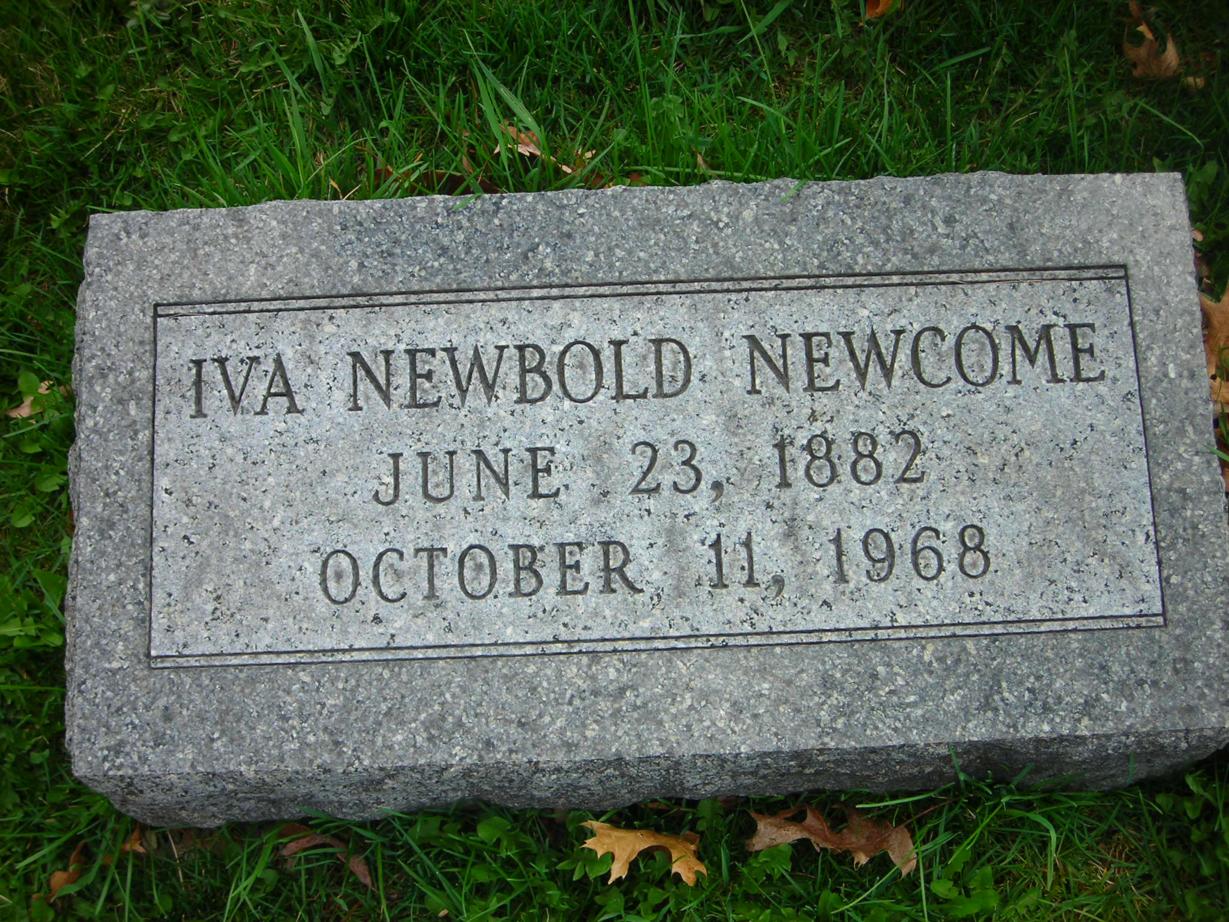 IVA NEWBOLD NEWCOME
JUNE 23, 1882
OCTOBER 11, 1968